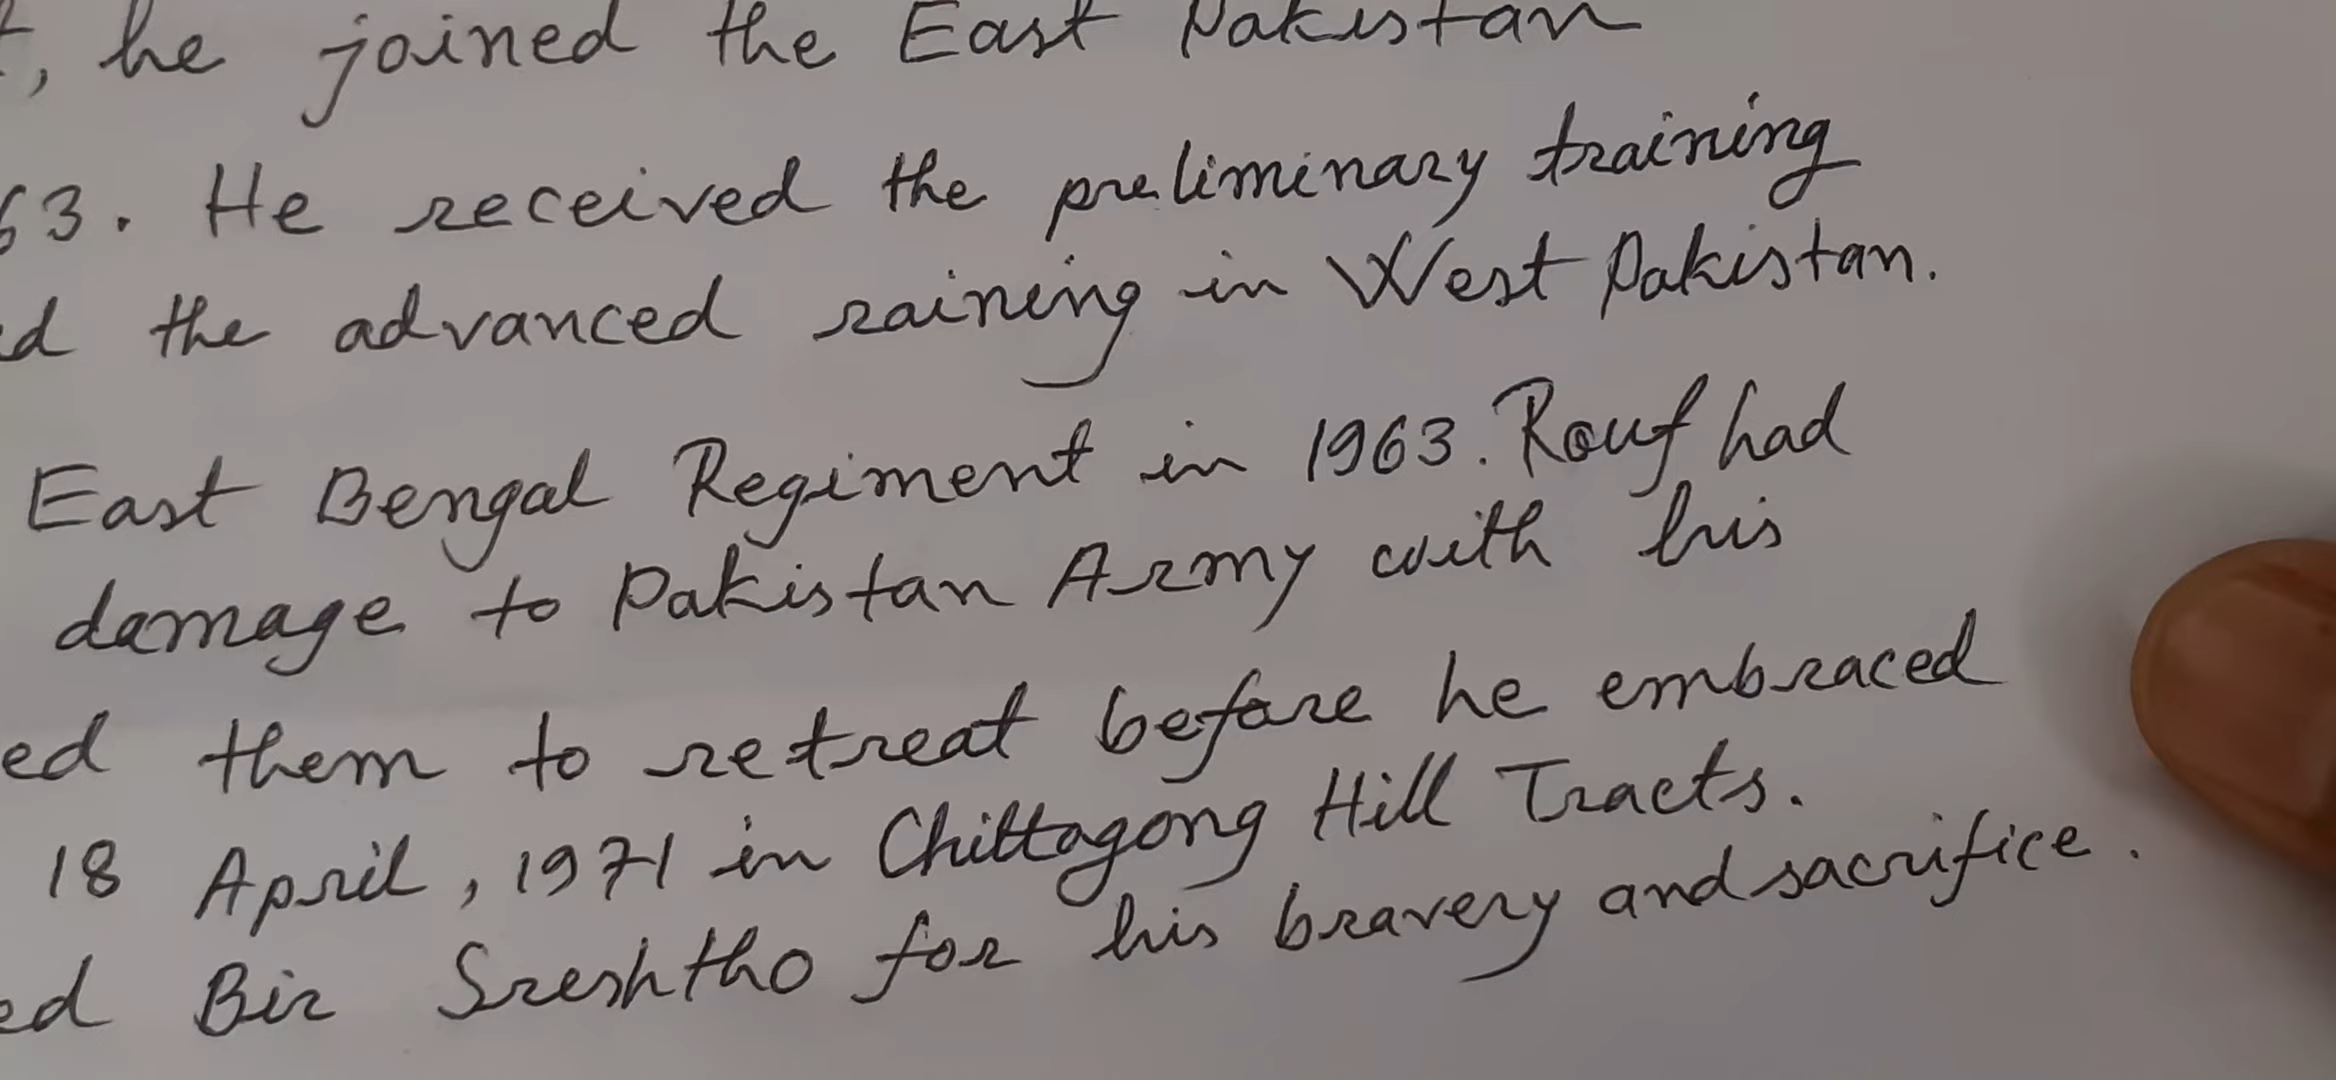 , he joined the East Pakistan
63. He received the preliminary training
d the advanced raining in West Pakistan.
East Bengal Regiment in 1963. Rouf had
damage to Pakistan Army with his
ed them to retreat before he embraced
18 April, 1971 in Chittagong Hill Tracts.
ed Bir Sreshtho for his bravery and sacrifice.